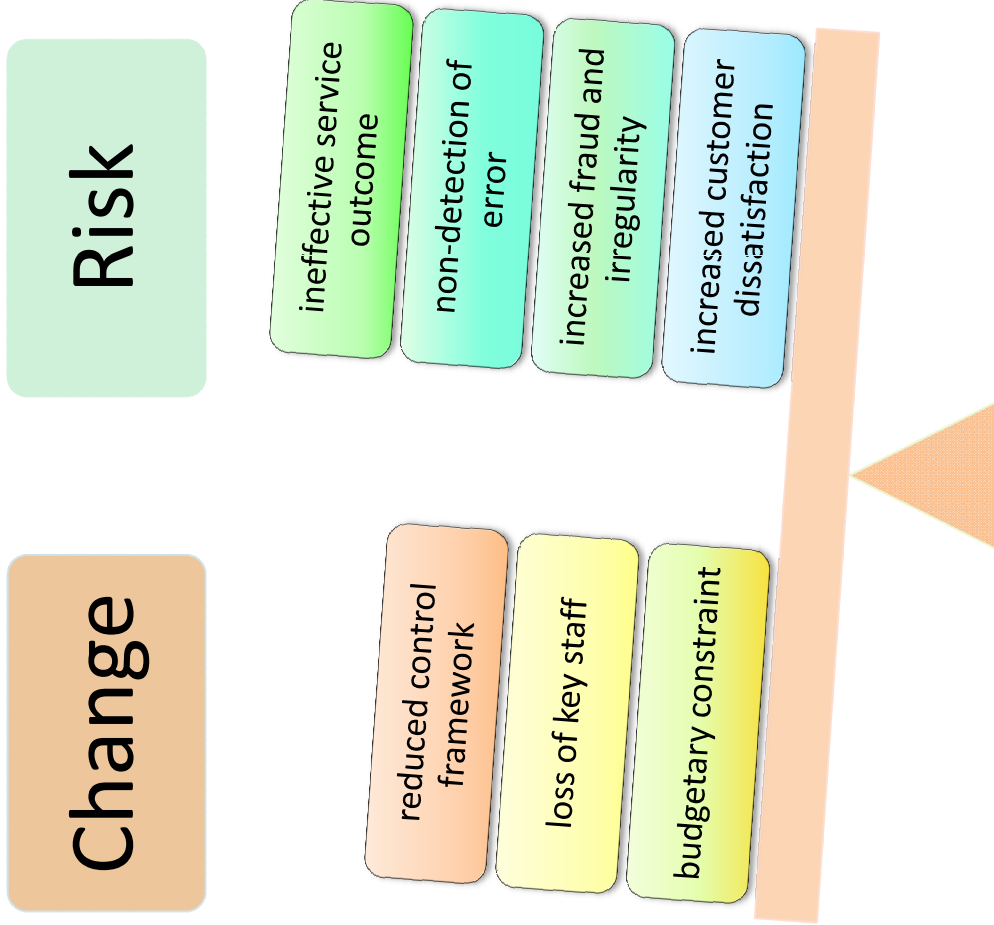 Change
Risk
reduced control
framework
loss of key staff
budgetary constraint
ineffective service
outcome
non-detection of
error
increased fraud and
irregularity
increased customer
dissatisfaction